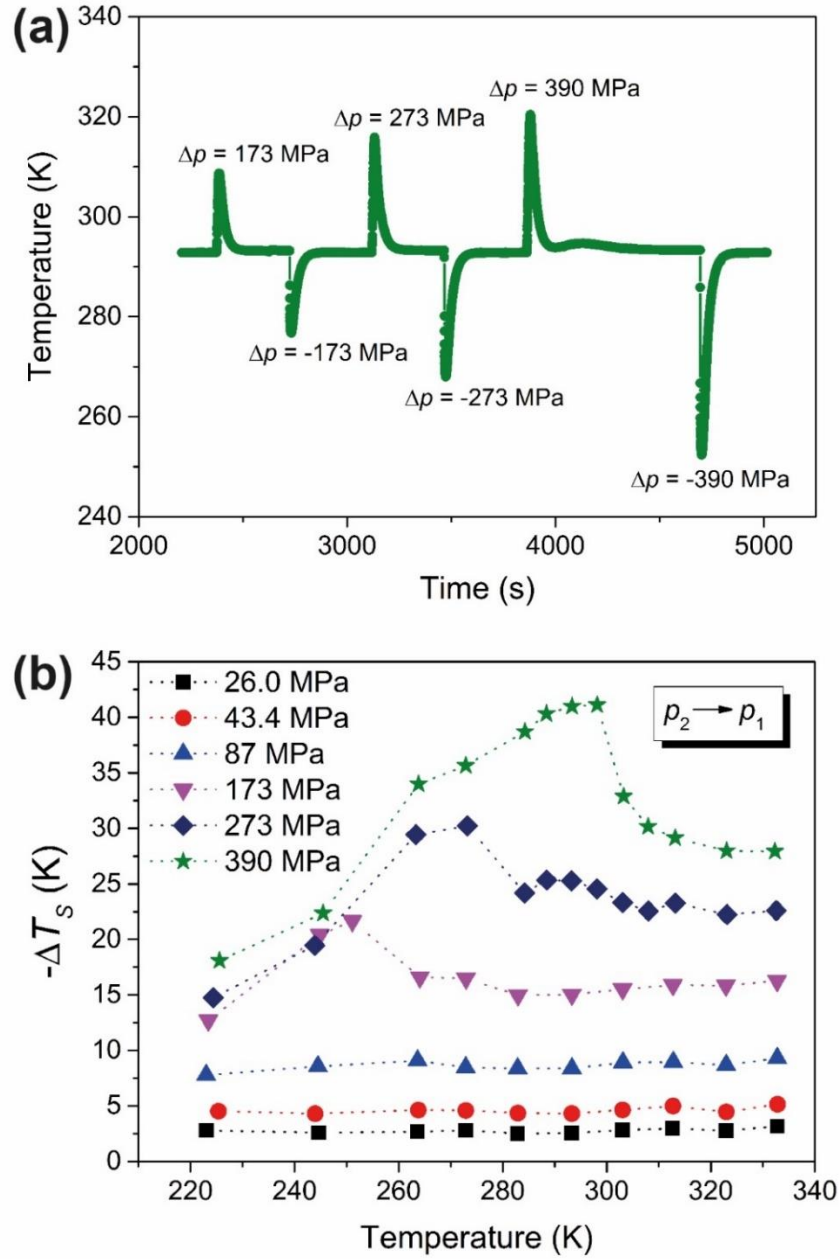 (a)
340
320
300
280
260
240
Temperature (K)
Δp = 173 MPa
Δp = 273 MPa
Δp = 390 MPa
Δp = -173 MPa
Δp = -273 MPa
Δp = -390 MPa
2000 3000 4000 5000
Time (s)
(b)
45
40
35
30
25
20
15
10
5
0
-ΔT_S (K)
26.0 MPa
43.4 MPa
87 MPa
173 MPa
273 MPa
390 MPa
p₂ → p₁
220 240 260 280 300 320 340
Temperature (K)